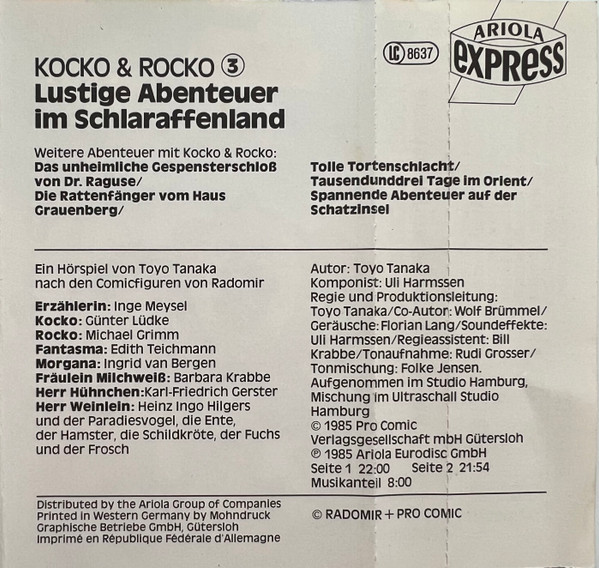 KOCKO & ROCKO ③
Lustige Abenteuer
im Schlaraffenland
LC 8637
ARIOLA
EXPRESS
Weitere Abenteuer mit Kocko & Rocko:
Das unheimliche Gespensterschloß
von Dr. Raguse/
Die Rattenfänger vom Haus
Grauenberg/
Tolle Tortenschlacht/
Tausendunddrei Tage im Orient/
Spannende Abenteuer auf der
Schatzinsel
Ein Hörspiel von Toyo Tanaka
nach den Comicfiguren von Radomir
Erzählerin: Inge Meysel
Kocko: Günter Lüdke
Rocko: Michael Grimm
Fantasma: Edith Teichmann
Morgana: Ingrid van Bergen
Fräulein Milchweiß: Barbara Krabbe
Herr Hühnchen:Karl-Friedrich Gerster
Herr Weinlein: Heinz Ingo Hilgers
und der Paradiesvogel, die Ente,
der Hamster, die Schildkröte, der Fuchs
und der Frosch
Autor: Toyo Tanaka
Komponist: Uli Harmssen
Regie und Produktionsleitung:
Toyo Tanaka/Co-Autor: Wolf Brümmel/
Geräusche: Florian Lang/Soundeffekte:
Uli Harmssen/Regieassistent: Bill
Krabbe/Tonaufnahme: Rudi Grosser/
Tonmischung: Folke Jensen.
Aufgenommen im Studio Hamburg,
Mischung im Ultraschall Studio
Hamburg
© 1985 Pro Comic
Verlagsgesellschaft mbH Gütersloh
℗ 1985 Ariola Eurodisc GmbH
Seite 1 22:00 Seite 2 21:54
Musikanteil 8:00
Distributed by the Ariola Group of Companies
Printed in Western Germany by Mohndruck
Graphische Betriebe GmbH, Gütersloh
Imprimé en République Fédérale d'Allemagne
© RADOMIR + PRO COMIC